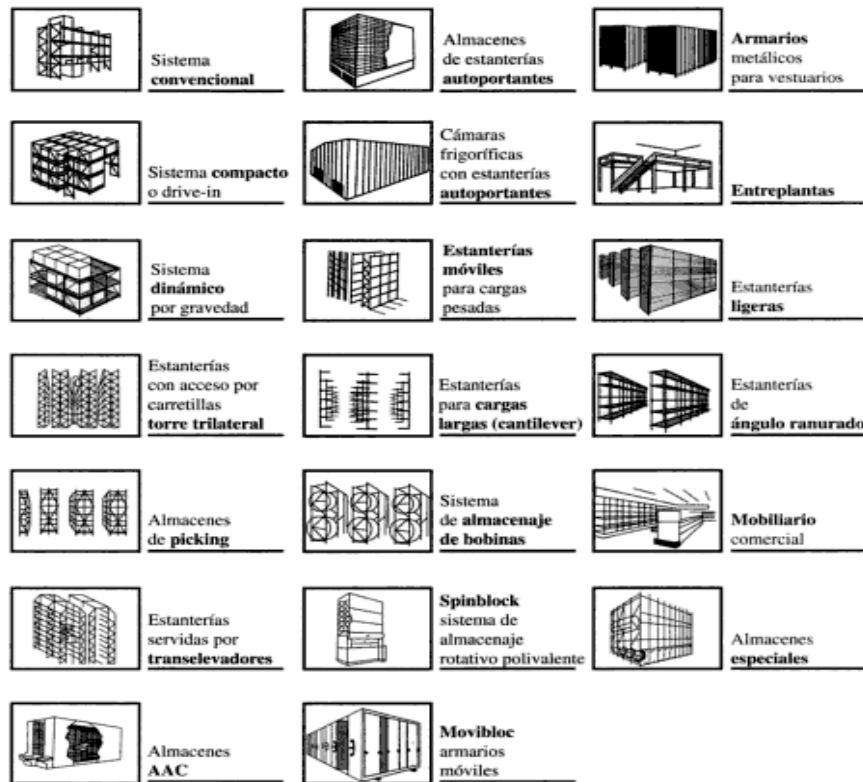 Sistema
convencional
Almacenes
de estanterías
autoportantes
Armarios
metálicos
para vestuarios
Sistema compacto
o drive-in
Cámaras
frigoríficas
con estanterías
autoportantes
Entreplantas
Sistema
dinámico
por gravedad
Estanterías
móviles
para cargas
pesadas
Estanterías
ligeras
Estanterías
con acceso por
carretillas
torre trilateral
Estanterías
para cargas
largas (cantilever)
Estanterías
de
ángulo ranurado
Almacenes
de picking
Sistema
de almacenaje
de bobinas
Mobiliario
comercial
Estanterías
servidas por
transelevadores
Spinblock
sistema de
almacenaje
rotativo polivalente
Almacenes
especiales
Almacenes
AAC
Movibloc
armarios
móviles